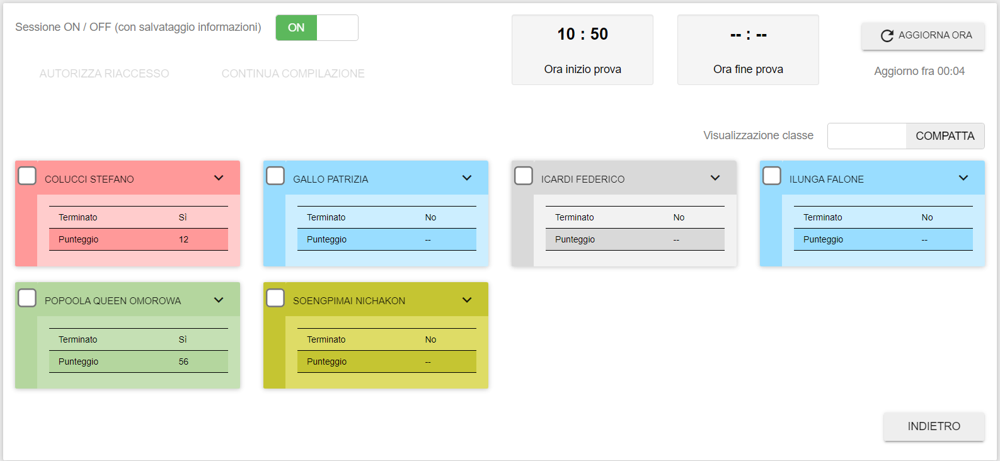 Sessione ON / OFF (con salvataggio informazioni)
ON
10 : 50
Ora inizio prova
-- : --
Ora fine prova
AGGIORNA ORA
Aggiorno fra 00:04
AUTORIZZA RIACCESSO
CONTINUA COMPILAZIONE
Visualizzazione classe
COMPATTA
COLUCCI STEFANO
Terminato Sì
Punteggio 12
GALLO PATRIZIA
Terminato No
Punteggio --
ICARDI FEDERICO
Terminato No
Punteggio --
ILUNGA FALONE
Terminato No
Punteggio --
POPOOLA QUEEN OMOROWA
Terminato Sì
Punteggio 56
SOENGPIMAI NICHAKON
Terminato No
Punteggio --
INDIETRO